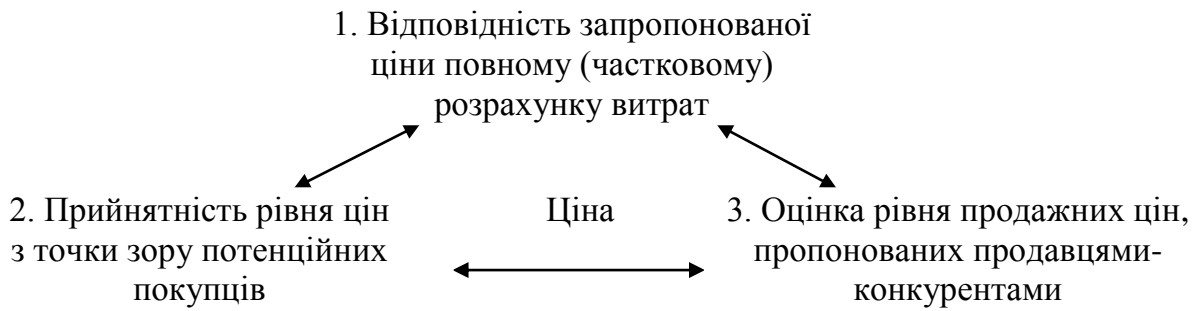 1. Відповідність запропонованої
ціни повному (частковому)
розрахунку витрат
2. Прийнятність рівня цін
з точки зору потенційних
покупців
Ціна
3. Оцінка рівня продажних цін,
пропонованих продавцями-
конкурентами